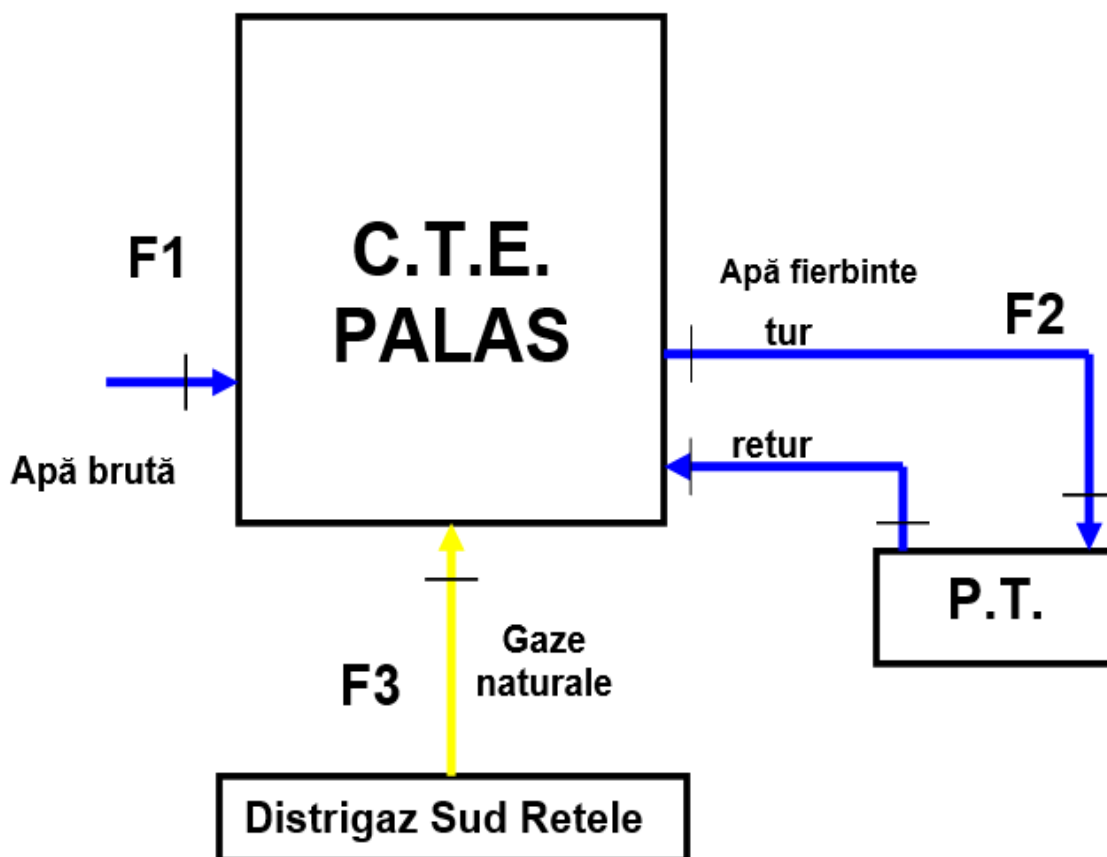 C.T.E.
PALAS
F1
Apă brută
Apă fierbinte
tur
F2
retur
P.T.
Gaze
naturale
F3
Distrigaz Sud Retele